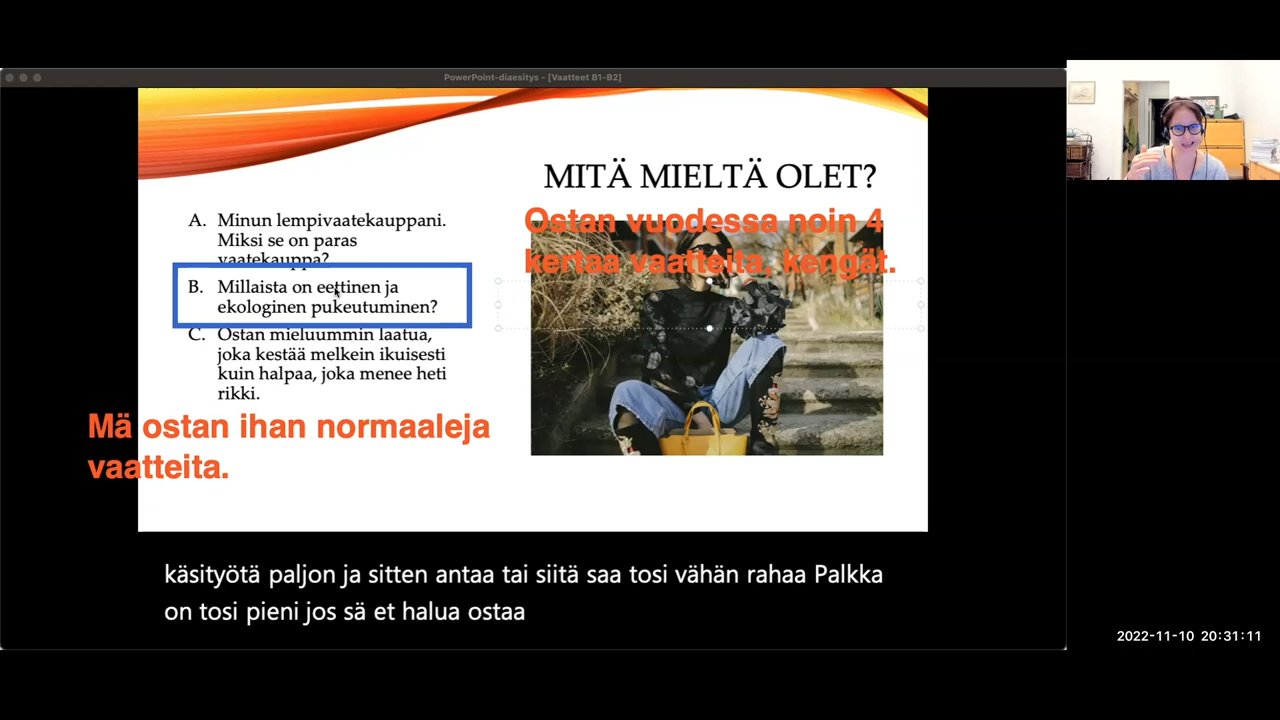 PowerPoint-diaesitys - [Vaatteet B1-B2]
MITÄ MIELTÄ OLET?
A. Minun lempivaatekauppani.
Miksi se on paras
vaatekauppa?
B. Millaista on eettinen ja
ekologinen pukeutuminen?
C. Ostan mieluummin laatua,
joka kestää melkein ikuisesti
kuin halpaa, joka menee heti
rikki.
Ostan vuodessa noin 4
kertaa vaatteita, kengät.
Mä ostan ihan normaaleja
vaatteita.
käsityötä paljon ja sitten antaa tai siitä saa tosi vähän rahaa Palkka
on tosi pieni jos sä et halua ostaa
2022-11-10 20:31:11